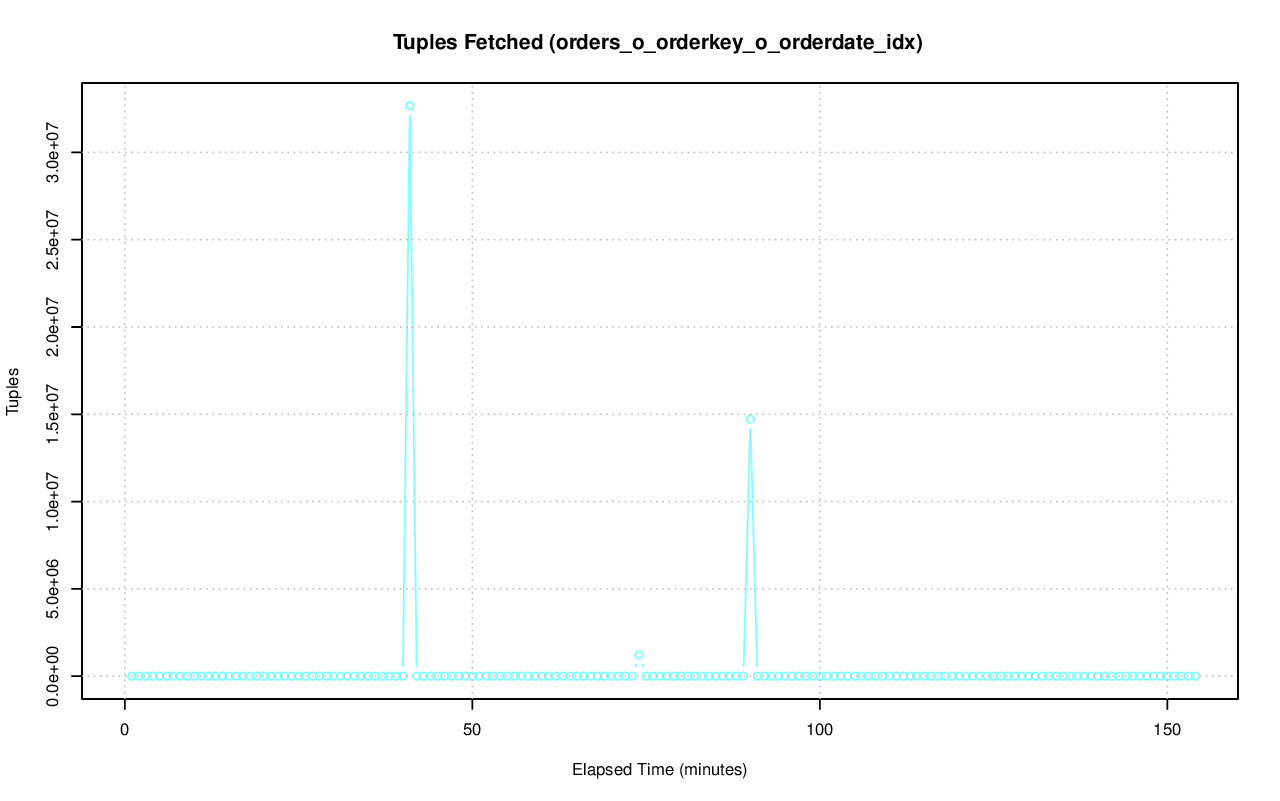 Tuples Fetched (orders_o_orderkey_o_orderdate_idx)
Tuples
3.0e+07
2.5e+07
2.0e+07
1.5e+07
1.0e+07
5.0e+06
0.0e+00
0 50 100 150
Elapsed Time (minutes)